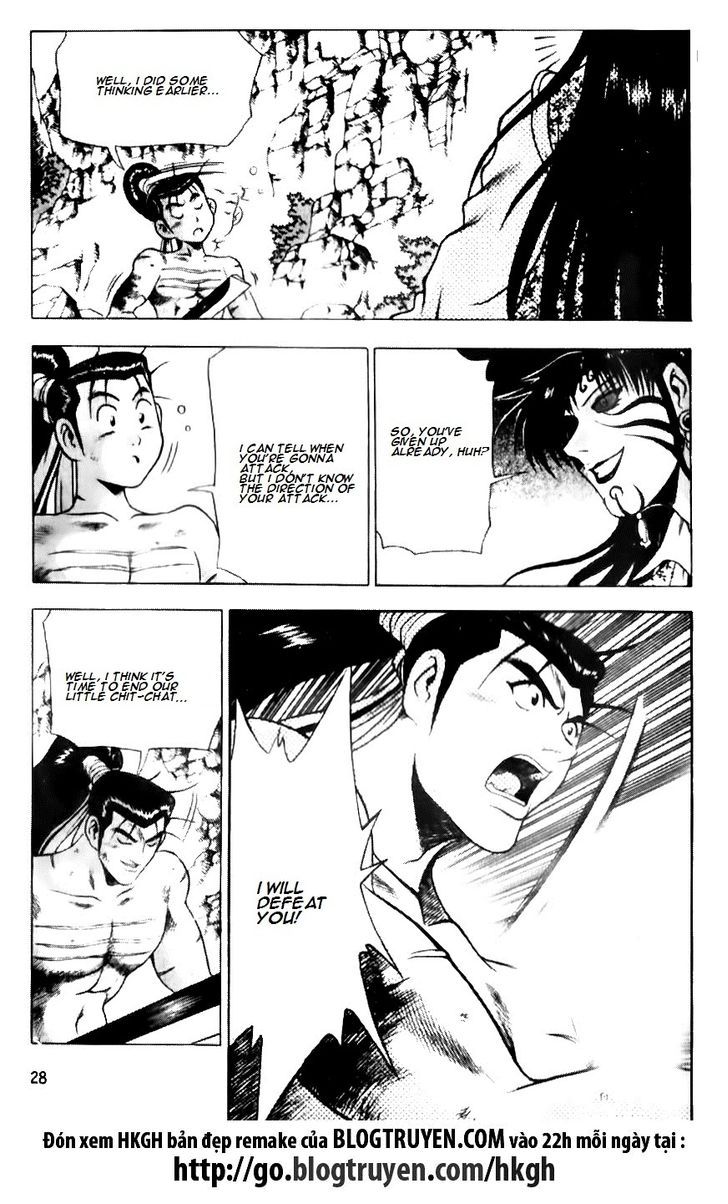 WELL, I DID SOME
THINKING EARLIER...
SO, YOU'VE
GIVEN UP
ALREADY, HUH?
I CAN TELL WHEN
YOU'RE GONNA
ATTACK,
BUT I DON'T KNOW
THE DIRECTION OF
YOUR ATTACK...
WELL, I THINK IT'S
TIME TO END OUR
LITTLE CHIT-CHAT...
I WILL
DEFEAT
YOU!
28
Đón xem HKGH bản đẹp remake của BLOGTRUYEN.COM vào 22h mỗi ngày tại :
http://go.blogtruyen.com/hkgh